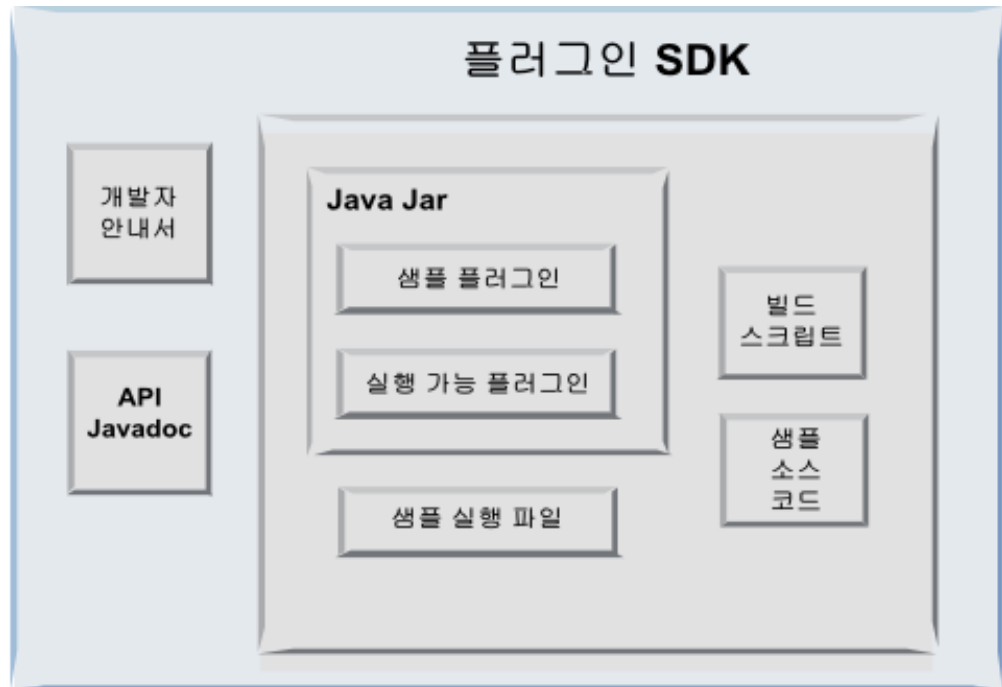 플러그인 SDK
개발자
안내서
API
Javadoc
Java Jar
샘플 플러그인
실행 가능 플러그인
샘플 실행 파일
빌드
스크립트
샘플
소스
코드